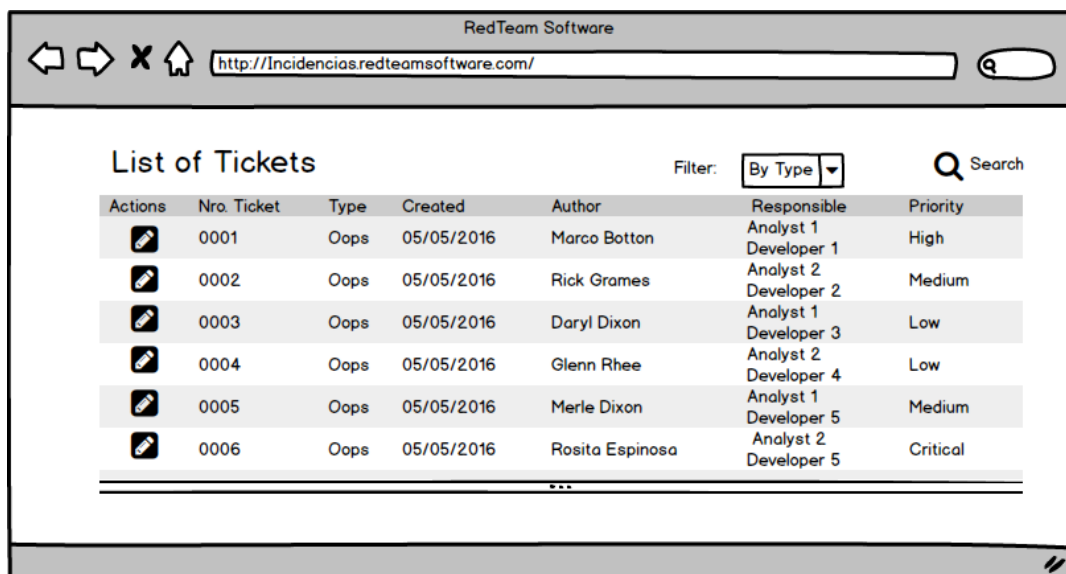 RedTeam Software
http://Incidencias.redteamsoftware.com/
List of Tickets Filter: By Type Search
Actions Nro. Ticket Type Created Author Responsible Priority
0001 Oops 05/05/2016 Marco Botton Analyst 1 Developer 1 High
0002 Oops 05/05/2016 Rick Grames Analyst 2 Developer 2 Medium
0003 Oops 05/05/2016 Daryl Dixon Analyst 1 Developer 3 Low
0004 Oops 05/05/2016 Glenn Rhee Analyst 2 Developer 4 Low
0005 Oops 05/05/2016 Merle Dixon Analyst 1 Developer 5 Medium
0006 Oops 05/05/2016 Rosita Espinosa Analyst 2 Developer 5 Critical